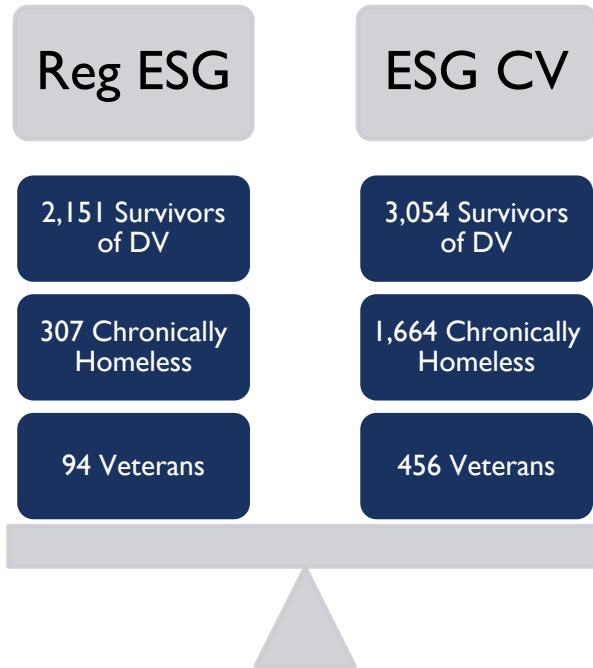 Reg ESG
ESG CV
2,151 Survivors
of DV
3,054 Survivors
of DV
307 Chronically
Homeless
1,664 Chronically
Homeless
94 Veterans
456 Veterans